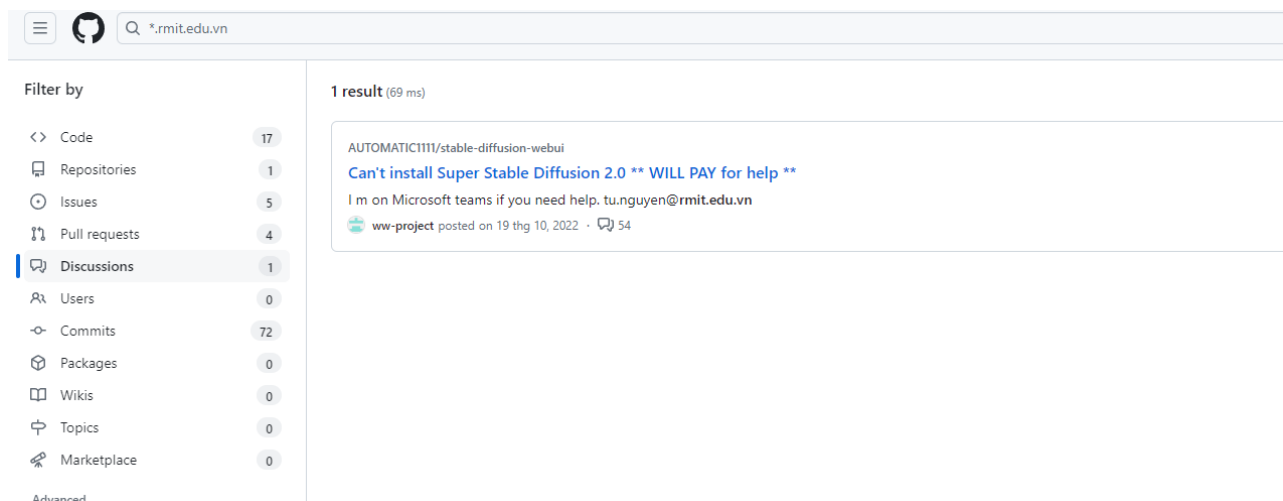 *.rmit.edu.vn
Filter by
Code 17
Repositories 1
Issues 5
Pull requests 4
Discussions 1
Users 0
Commits 72
Packages 0
Wikis 0
Topics 0
Marketplace 0
Advanced
1 result (69 ms)
AUTOMATIC1111/stable-diffusion-webui
Can't install Super Stable Diffusion 2.0 ** WILL PAY for help **
I m on Microsoft teams if you need help. tu.nguyen@rmit.edu.vn
ww-project posted on 19 thg 10, 2022 · 54